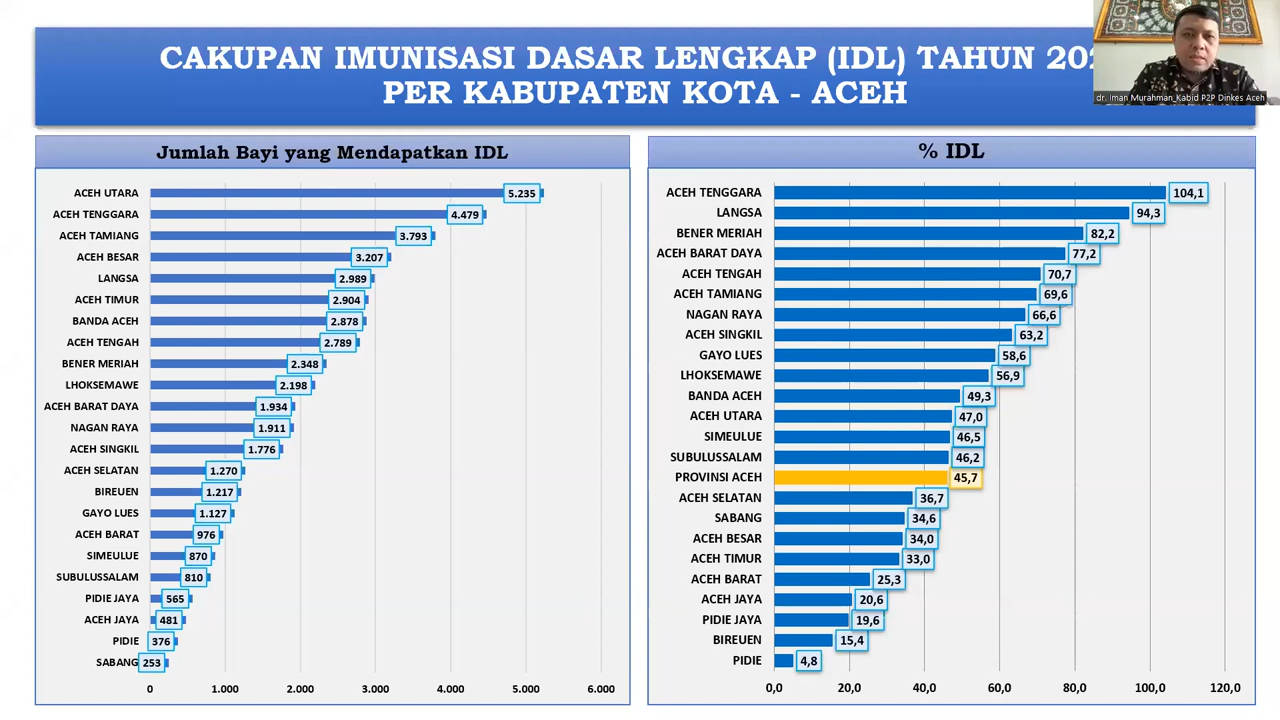 CAKUPAN IMUNISASI DASAR LENGKAP (IDL) TAHUN
PER KABUPATEN KOTA - ACEH
dr. Iman Murahman_Kabid P2P Dinkes Aceh
Jumlah Bayi yang Mendapatkan IDL
ACEH UTARA 5.235
ACEH TENGGARA 4.479
ACEH TAMIANG 3.793
ACEH BESAR 3.207
LANGSA 2.989
ACEH TIMUR 2.904
BANDA ACEH 2.878
ACEH TENGAH 2.789
BENER MERIAH 2.348
LHOKSEMAWE 2.198
ACEH BARAT DAYA 1.934
NAGAN RAYA 1.911
ACEH SINGKIL 1.776
ACEH SELATAN 1.270
BIREUEN 1.217
GAYO LUES 1.127
ACEH BARAT 976
SIMEULUE 870
SUBULUSSALAM 810
PIDIE JAYA 565
ACEH JAYA 481
PIDIE 376
SABANG 253
0 1.000 2.000 3.000 4.000 5.000 6.000
% IDL
ACEH TENGGARA 104,1
LANGSA 94,3
BENER MERIAH 82,2
ACEH BARAT DAYA 77,2
ACEH TENGAH 70,7
ACEH TAMIANG 69,6
NAGAN RAYA 66,6
ACEH SINGKIL 63,2
GAYO LUES 58,6
LHOKSEMAWE 56,9
BANDA ACEH 49,3
ACEH UTARA 47,0
SIMEULUE 46,5
SUBULUSSALAM 46,2
PROVINSI ACEH 45,7
ACEH SELATAN 36,7
SABANG 34,6
ACEH BESAR 34,0
ACEH TIMUR 33,0
ACEH BARAT 25,3
ACEH JAYA 20,6
PIDIE JAYA 19,6
BIREUEN 15,4
PIDIE 4,8
0,0 20,0 40,0 60,0 80,0 100,0 120,0